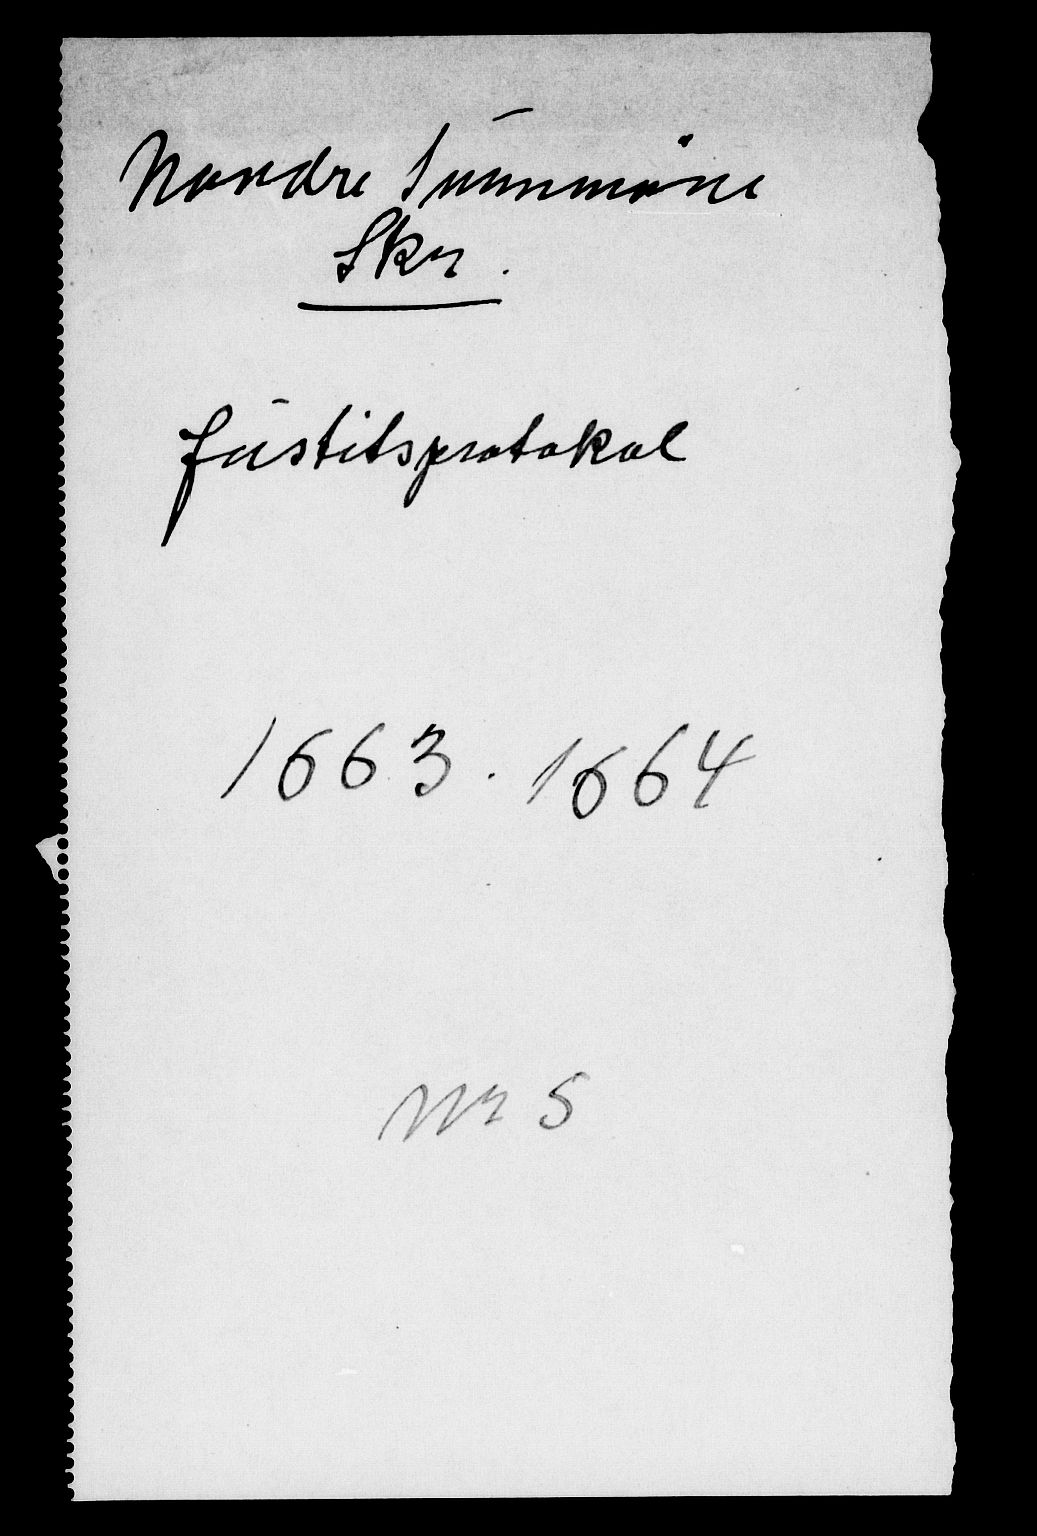 Nordre Sunnmøre
Skr.
Justitsprotokol
1663. 1664
Nr 5